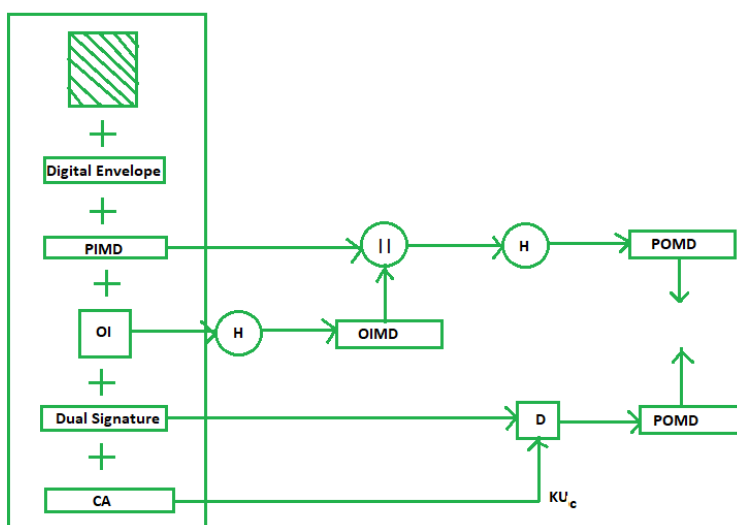 Digital Envelope
PIMD
||
H
POMD
OI
H
OIMD
Dual Signature
D
POMD
CA
KUc